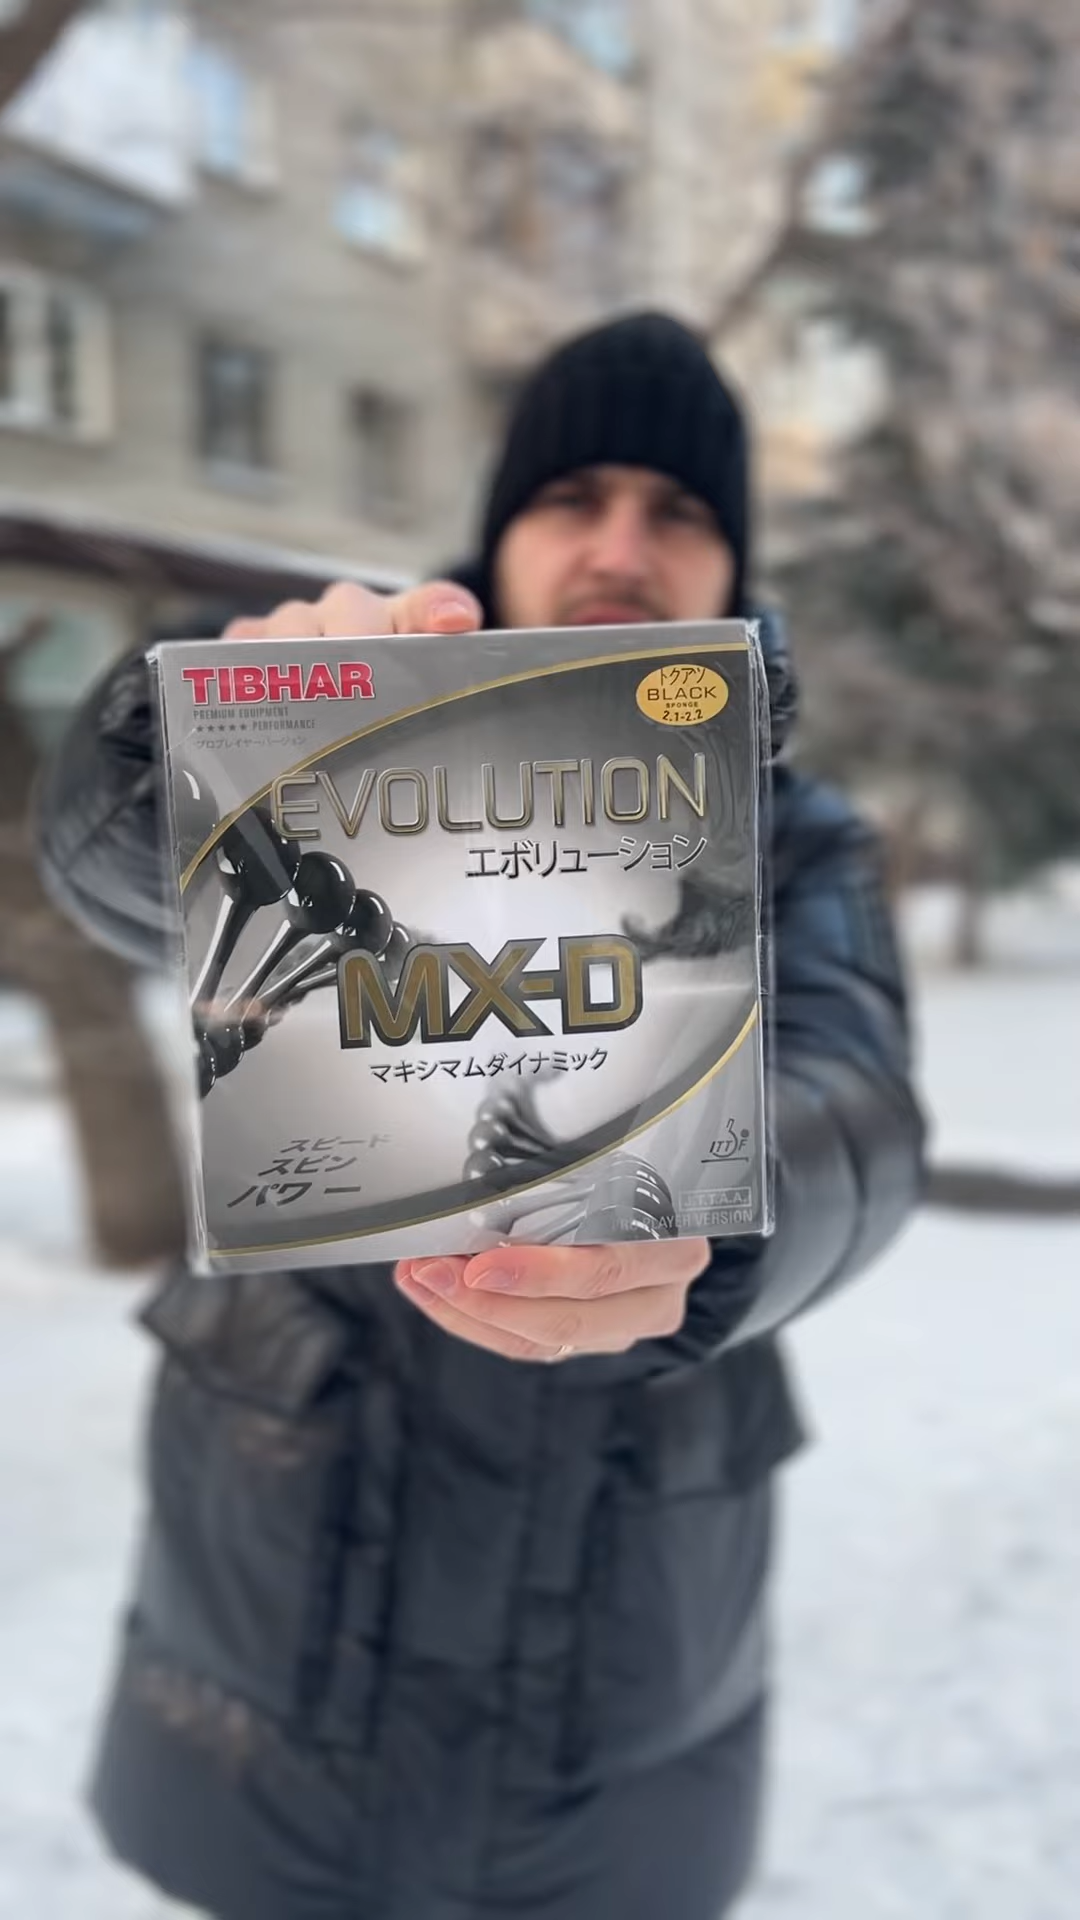 TIBHAR
PREMIUM EQUIPMENT
★★★★★ PERFORMANCE
プロプレイヤーバージョン
トクアツ
BLACK
SPONGE
2.1-2.2
EVOLUTION
エボリューション
MX-D
マキシマムダイナミック
スピード
スピン
パワー
ITTF
J.T.T.A.A.
PRO PLAYER VERSION